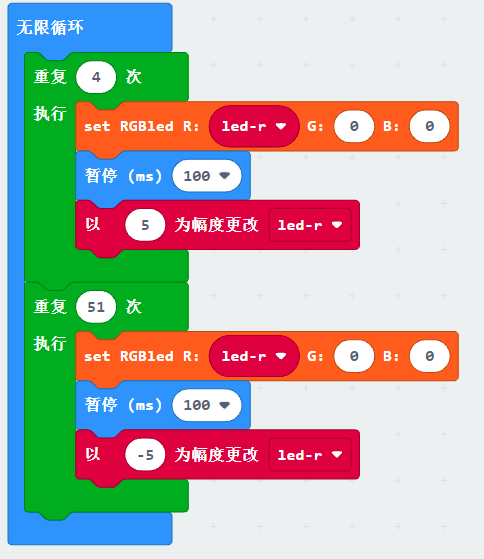 无限循环
重复 4 次
执行
set RGBled R: led-r G: 0 B: 0
暂停 (ms) 100
以 5 为幅度更改 led-r
重复 51 次
执行
set RGBled R: led-r G: 0 B: 0
暂停 (ms) 100
以 -5 为幅度更改 led-r